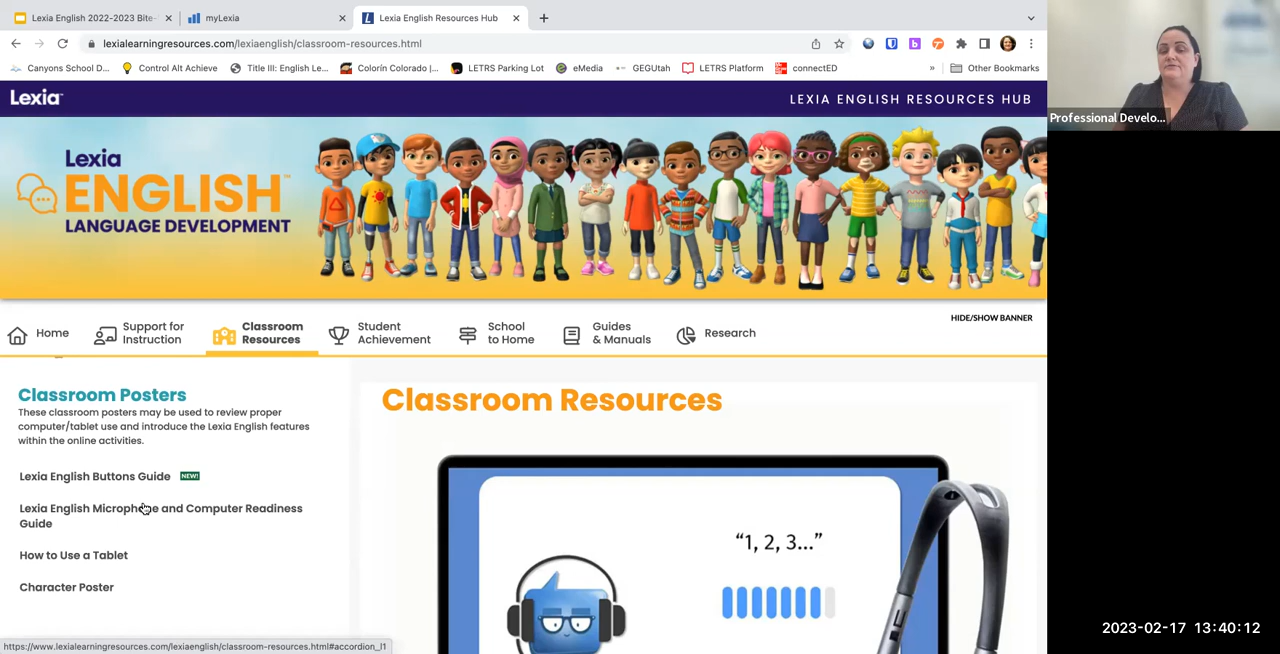 Lexia English 2022-2023 Bite-
myLexia
Lexia English Resources Hub
lexialearningresources.com/lexiaenglish/classroom-resources.html
Canyons School D...
Control Alt Achieve
Title III: English Le...
Colorín Colorado |...
LETRS Parking Lot
eMedia
GEGUtah
LETRS Platform
connectED
»
Other Bookmarks
Lexia
LEXIA ENGLISH RESOURCES HUB
Lexia
ENGLISH™
LANGUAGE DEVELOPMENT
Professional Develo...
HIDE/SHOW BANNER
Home
Support for
Instruction
Classroom
Resources
Student
Achievement
School
to Home
Guides
& Manuals
Research
Classroom Posters
These classroom posters may be used to review proper
computer/tablet use and introduce the Lexia English features
within the online activities.
Lexia English Buttons Guide NEW!
Lexia English Microphone and Computer Readiness
Guide
How to Use a Tablet
Character Poster
Classroom Resources
“1, 2, 3...”
https://www.lexialearningresources.com/lexiaenglish/classroom-resources.html#accordion_l1
2023-02-17 13:40:12